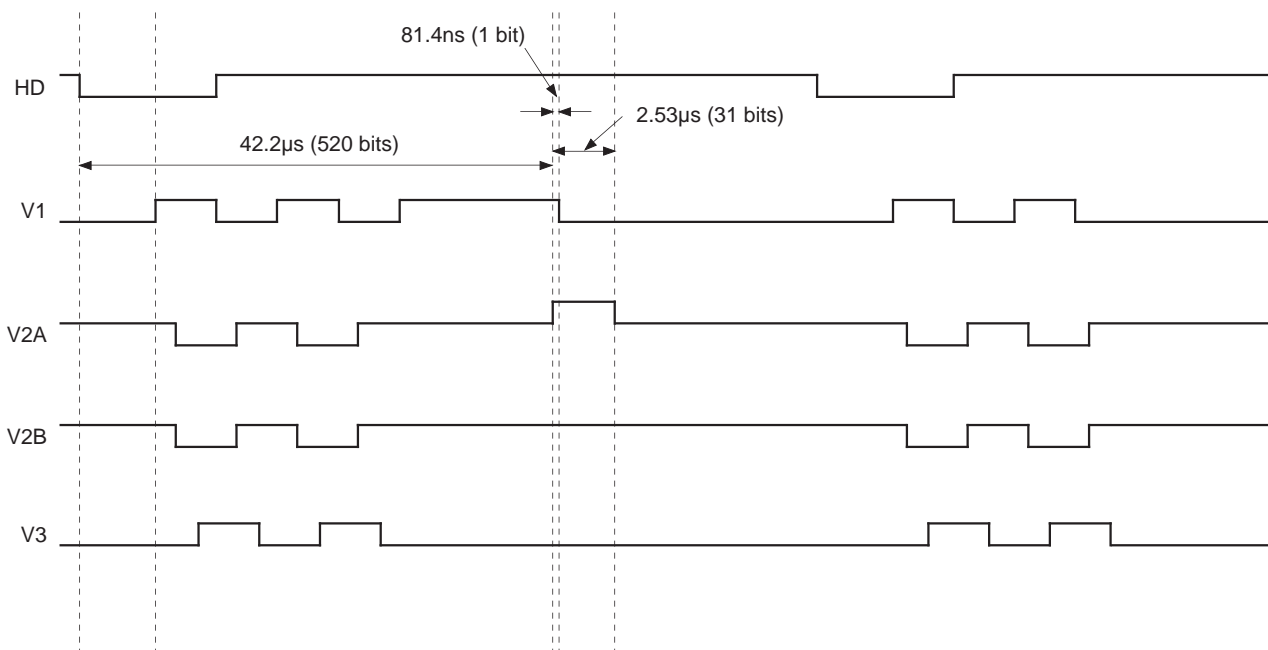 81.4ns (1 bit)
HD
2.53µs (31 bits)
42.2µs (520 bits)
V1
V2A
V2B
V3